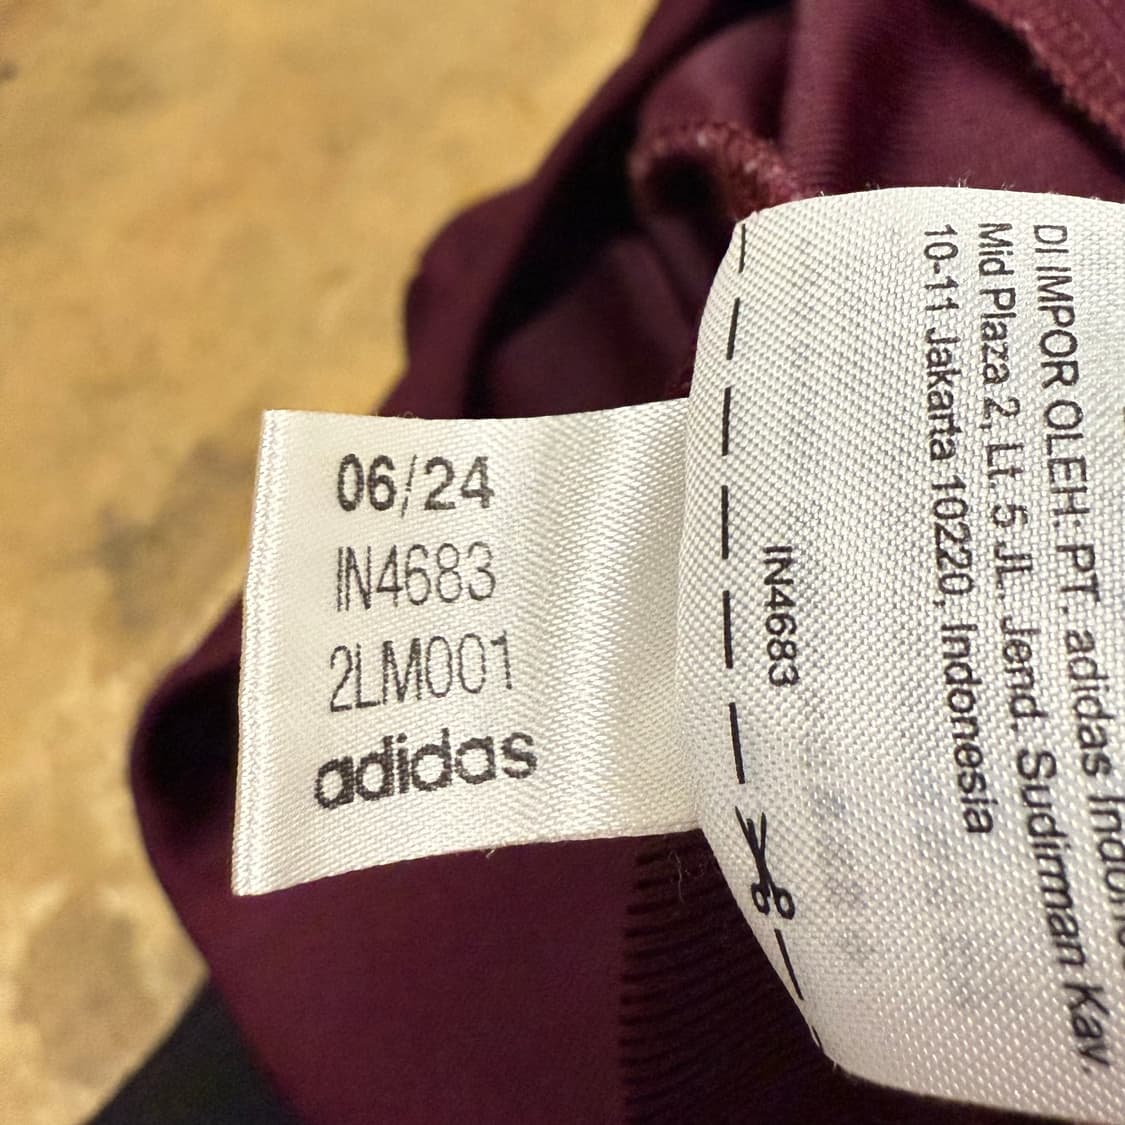 06/24
IN4683
2LM001
adidas
IN4683
DI IMPOR OLEH: PT. adidas
Mid Plaza 2, Lt. 5 JL. Jend. Sudirman Kav.
10-11 Jakarta 10220, Indonesia